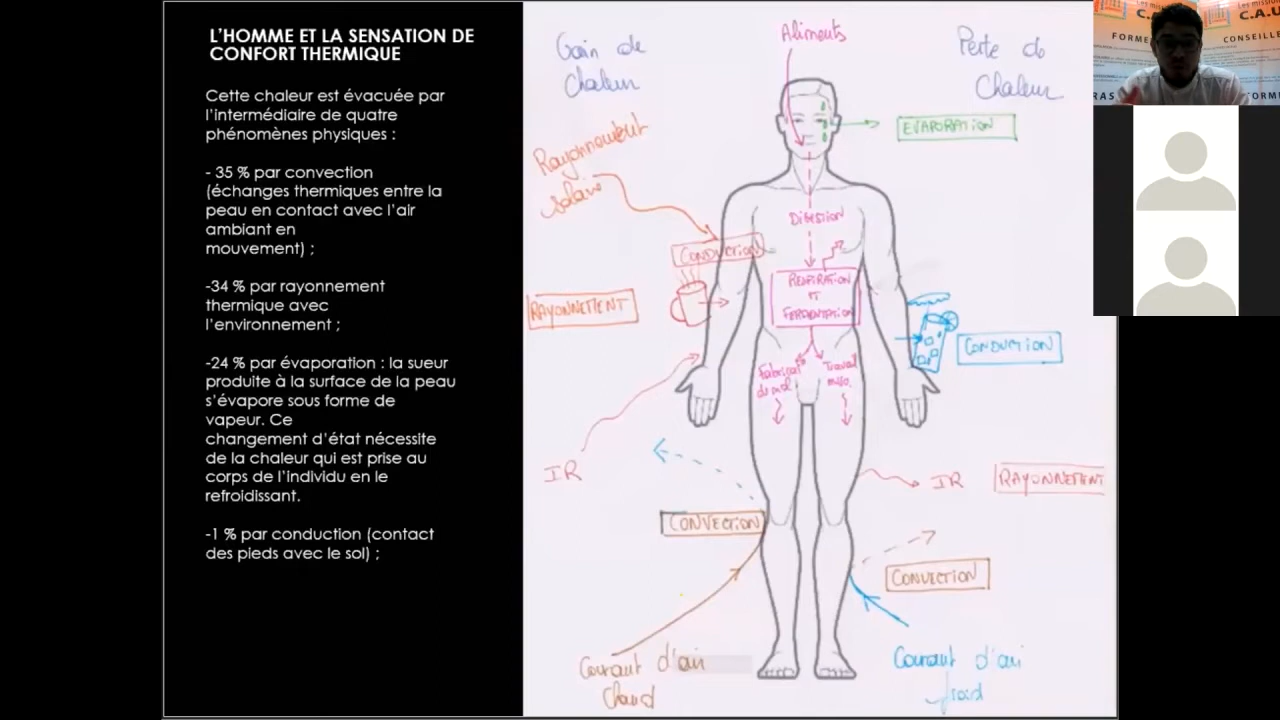 L'HOMME ET LA SENSATION DE
CONFORT THERMIQUE
Cette chaleur est évacuée par
l'intermédiaire de quatre
phénomènes physiques :
- 35 % par convection
(échanges thermiques entre la
peau en contact avec l'air
ambiant en
mouvement) ;
-34 % par rayonnement
thermique avec
l'environnement ;
-24 % par évaporation : la sueur
produite à la surface de la peau
s'évapore sous forme de
vapeur. Ce
changement d'état nécessite
de la chaleur qui est prise au
corps de l'individu en le
refroidissant.
-1 % par conduction (contact
des pieds avec le sol) ;
Gain de
Chaleur
Aliments
Perte de
Chaleur
EVAPORATION
Rayonnement
solaire
DIGESTION
CONDUCTION
RAYONNEMENT
RESPIRATION
ET
FERMENTATION
CONDUCTION
Travail
IR
IR
RAYONNEMENT
CONVECTION
CONVECTION
Courant d'air
Chaud
Courant d'air
froid
C.AU
FORME
CONSEILLE